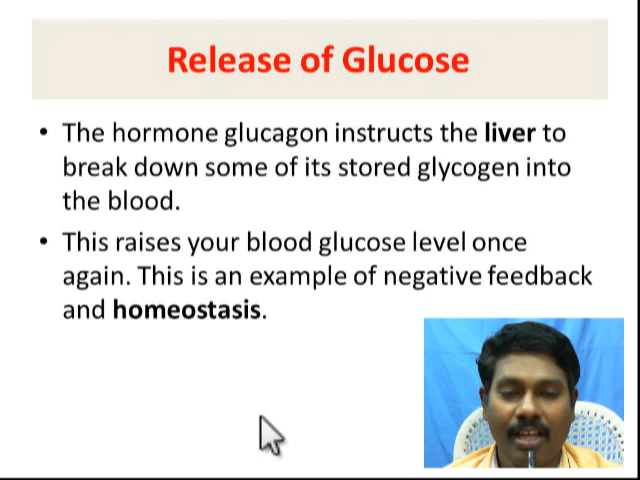 Release of Glucose
• The hormone glucagon instructs the liver to
break down some of its stored glycogen into
the blood.
• This raises your blood glucose level once
again. This is an example of negative feedback
and homeostasis.